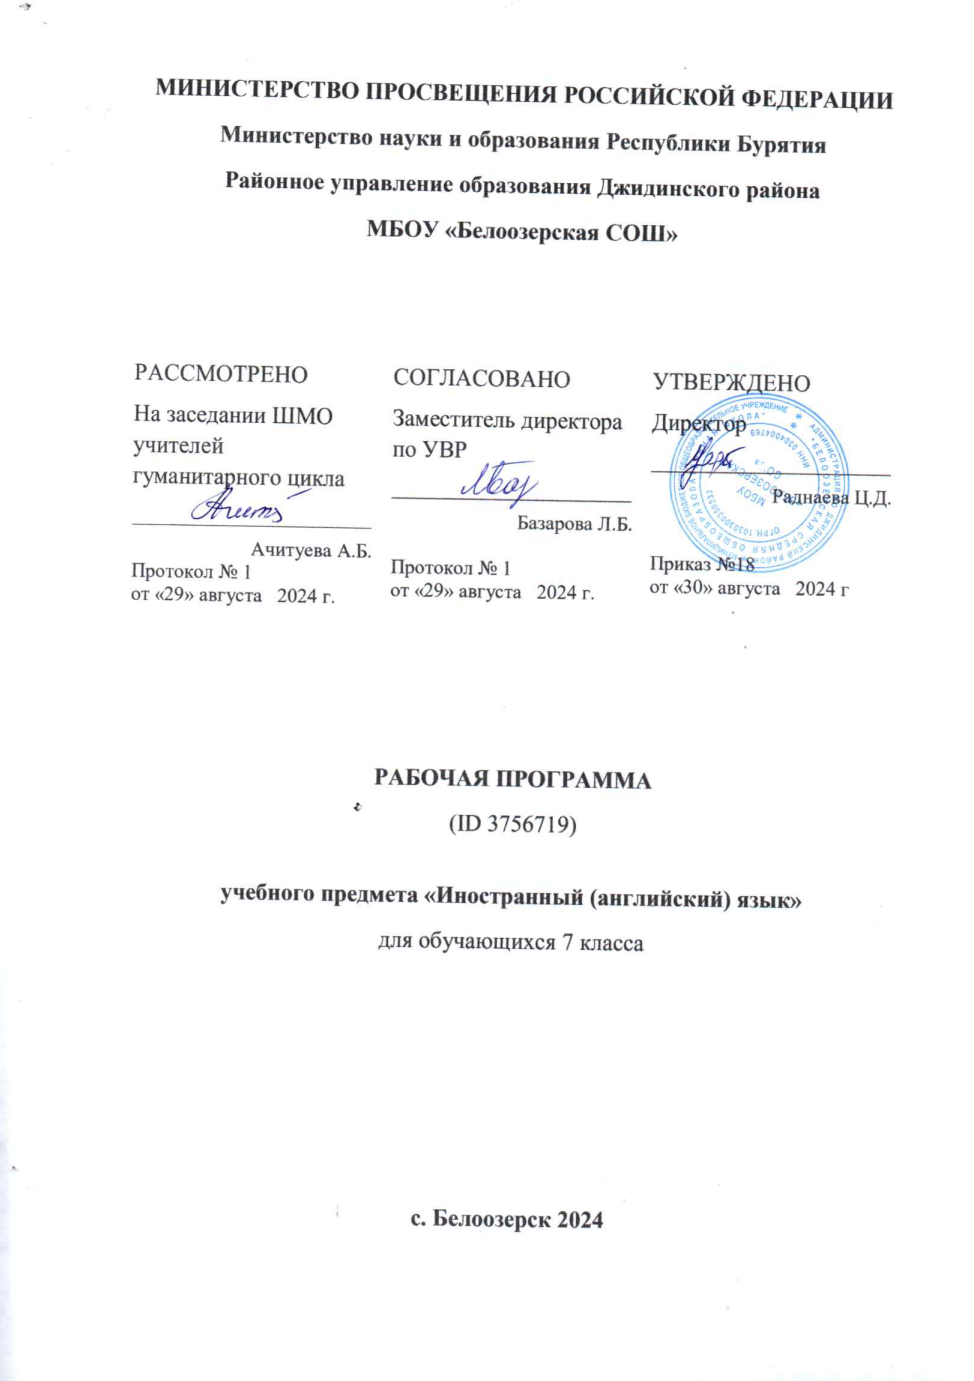 МИНИСТЕРСТВО ПРОСВЕЩЕНИЯ РОССИЙСКОЙ ФЕДЕРАЦИИ
Министерство науки и образования Республики Бурятия
Районное управление образования Джидинского района
МБОУ «Белоозерская СОШ»
РАССМОТРЕНО
На заседании ШМО
учителей
гуманитарного цикла
Ачитуева А.Б.
Протокол № 1
от «29» августа 2024 г.
СОГЛАСОВАНО
Заместитель директора
по УВР
Базарова Л.Б.
Протокол № 1
от «29» августа 2024 г.
УТВЕРЖДЕНО
Директор
Раднаева Ц.Д.
Приказ №18
от «30» августа 2024 г
РАБОЧАЯ ПРОГРАММА
(ID 3756719)
учебного предмета «Иностранный (английский) язык»
для обучающихся 7 класса
с. Белоозерск 2024